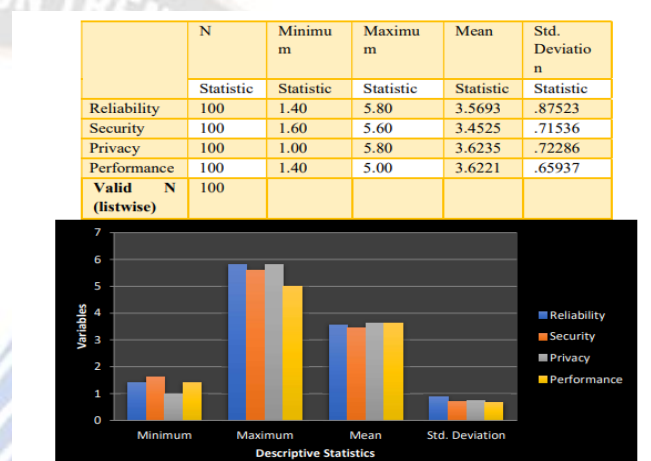 N Minimu Maximu Mean Std.
m m Deviatio
n
Statistic Statistic Statistic Statistic Statistic
Reliability 100 1.40 5.80 3.5693 .87523
Security 100 1.60 5.60 3.4525 .71536
Privacy 100 1.00 5.80 3.6235 .72286
Performance 100 1.40 5.00 3.6221 .65937
Valid N 100
(listwise)
7
6
5
4
3
2
1
0
Variables
Minimum Maximum Mean Std. Deviation
Descriptive Statistics
Reliability
Security
Privacy
Performance